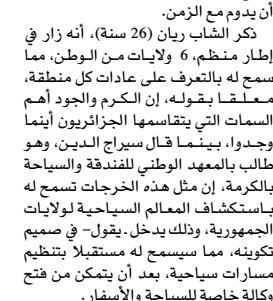 أن يدوم مع الزمن.
ذكر الشاب ريان (26 سنة)، أنه زار في
إطار منظم، 6 ولايات من الوطن، مما
سمح له بالتعرف على عادات كل منطقة،
معلقا بقوله، إن الكرم والجود أهم
السمات التي يتقاسمها الجزائريون أينما
وجدوا، بينما قال سيراج الدين، وهو
طالب بالمعهد الوطني للفندقة والسياحة
بالكرمة، إن مثل هذه الخرجات تسمح له
باستكشاف المعالم السياحية لولايات
الجمهورية، وذلك يدخل ـ يقول– في صميم
تكوينه، مما سيسمح له مستقبلا بتنظيم
مسارات سياحية، بعد أن يتمكن من فتح
وكالة خاصة للسياحة والأسفار.